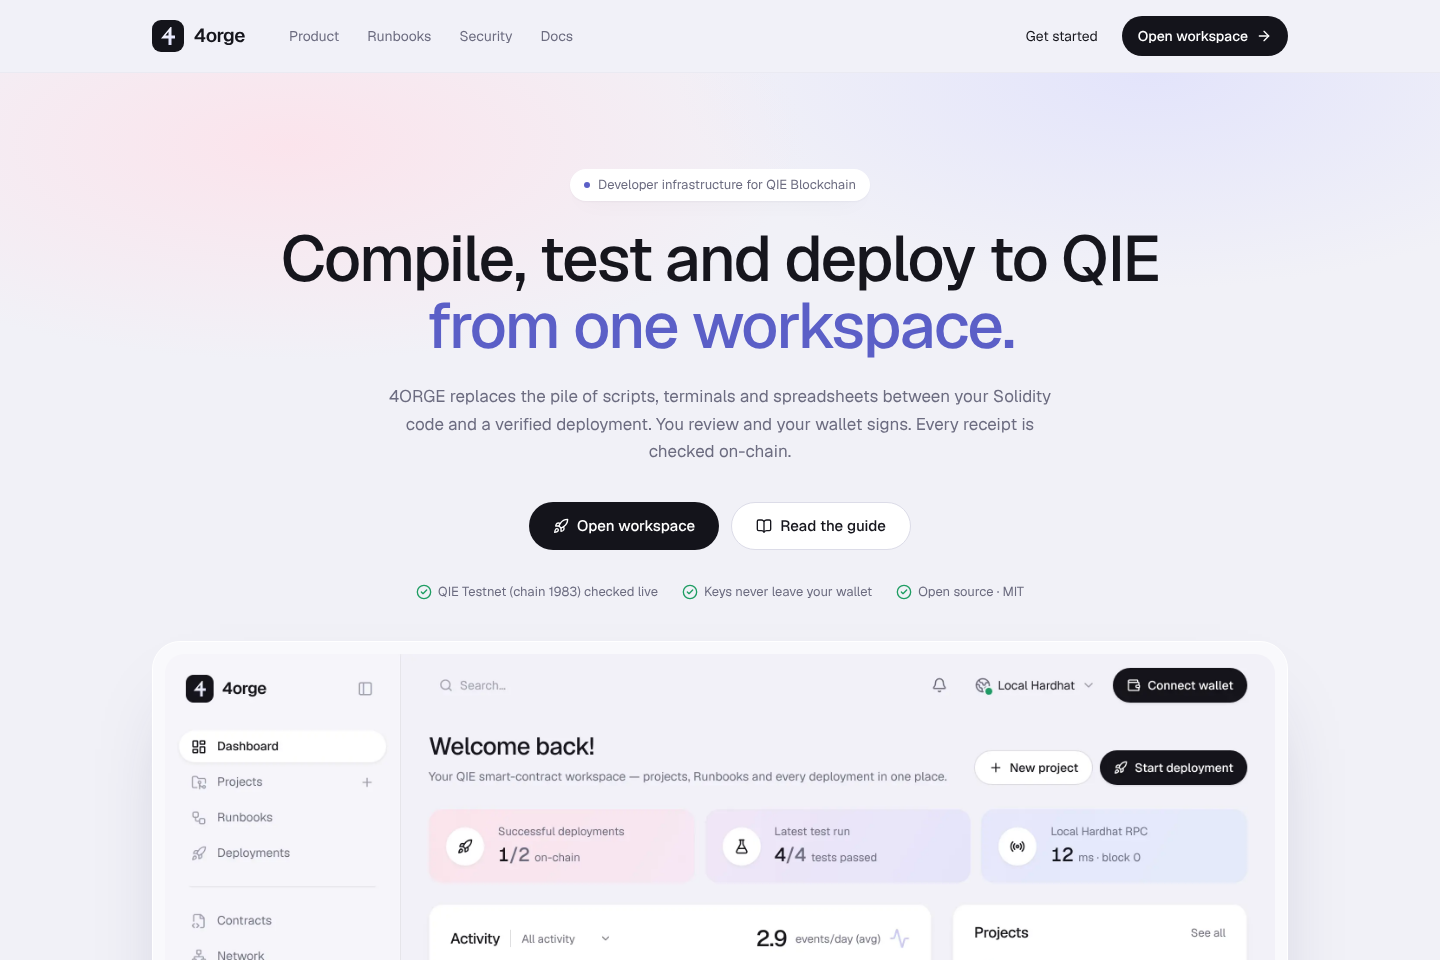 4 4orge Product Runbooks Security Docs Get started Open workspace →
Developer infrastructure for QIE Blockchain
Compile, test and deploy to QIE
from one workspace.
4ORGE replaces the pile of scripts, terminals and spreadsheets between your Solidity
code and a verified deployment. You review and your wallet signs. Every receipt is
checked on-chain.
Open workspace Read the guide
QIE Testnet (chain 1983) checked live Keys never leave your wallet Open source · MIT
4 4orge Search... Local Hardhat Connect wallet
Dashboard
Projects +
Runbooks
Deployments
Contracts
Network
Welcome back!
Your QIE smart-contract workspace — projects, Runbooks and every deployment in one place.
+ New project Start deployment
Successful deployments
1/2 on-chain
Latest test run
4/4 tests passed
Local Hardhat RPC
12 ms · block 0
Activity All activity 2.9 events/day (avg)
Projects See all